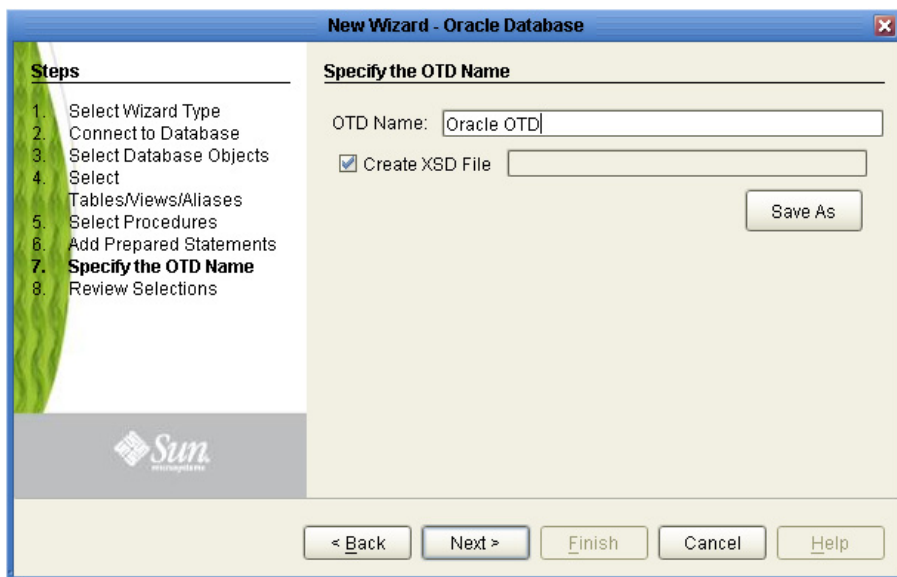 New Wizard - Oracle Database
Steps
1. Select Wizard Type
2. Connect to Database
3. Select Database Objects
4. Select
Tables/Views/Aliases
5. Select Procedures
6. Add Prepared Statements
7. Specify the OTD Name
8. Review Selections
Sun
microsystems
Specify the OTD Name
OTD Name: Oracle OTD
Create XSD File
Save As
< Back Next > Finish Cancel Help